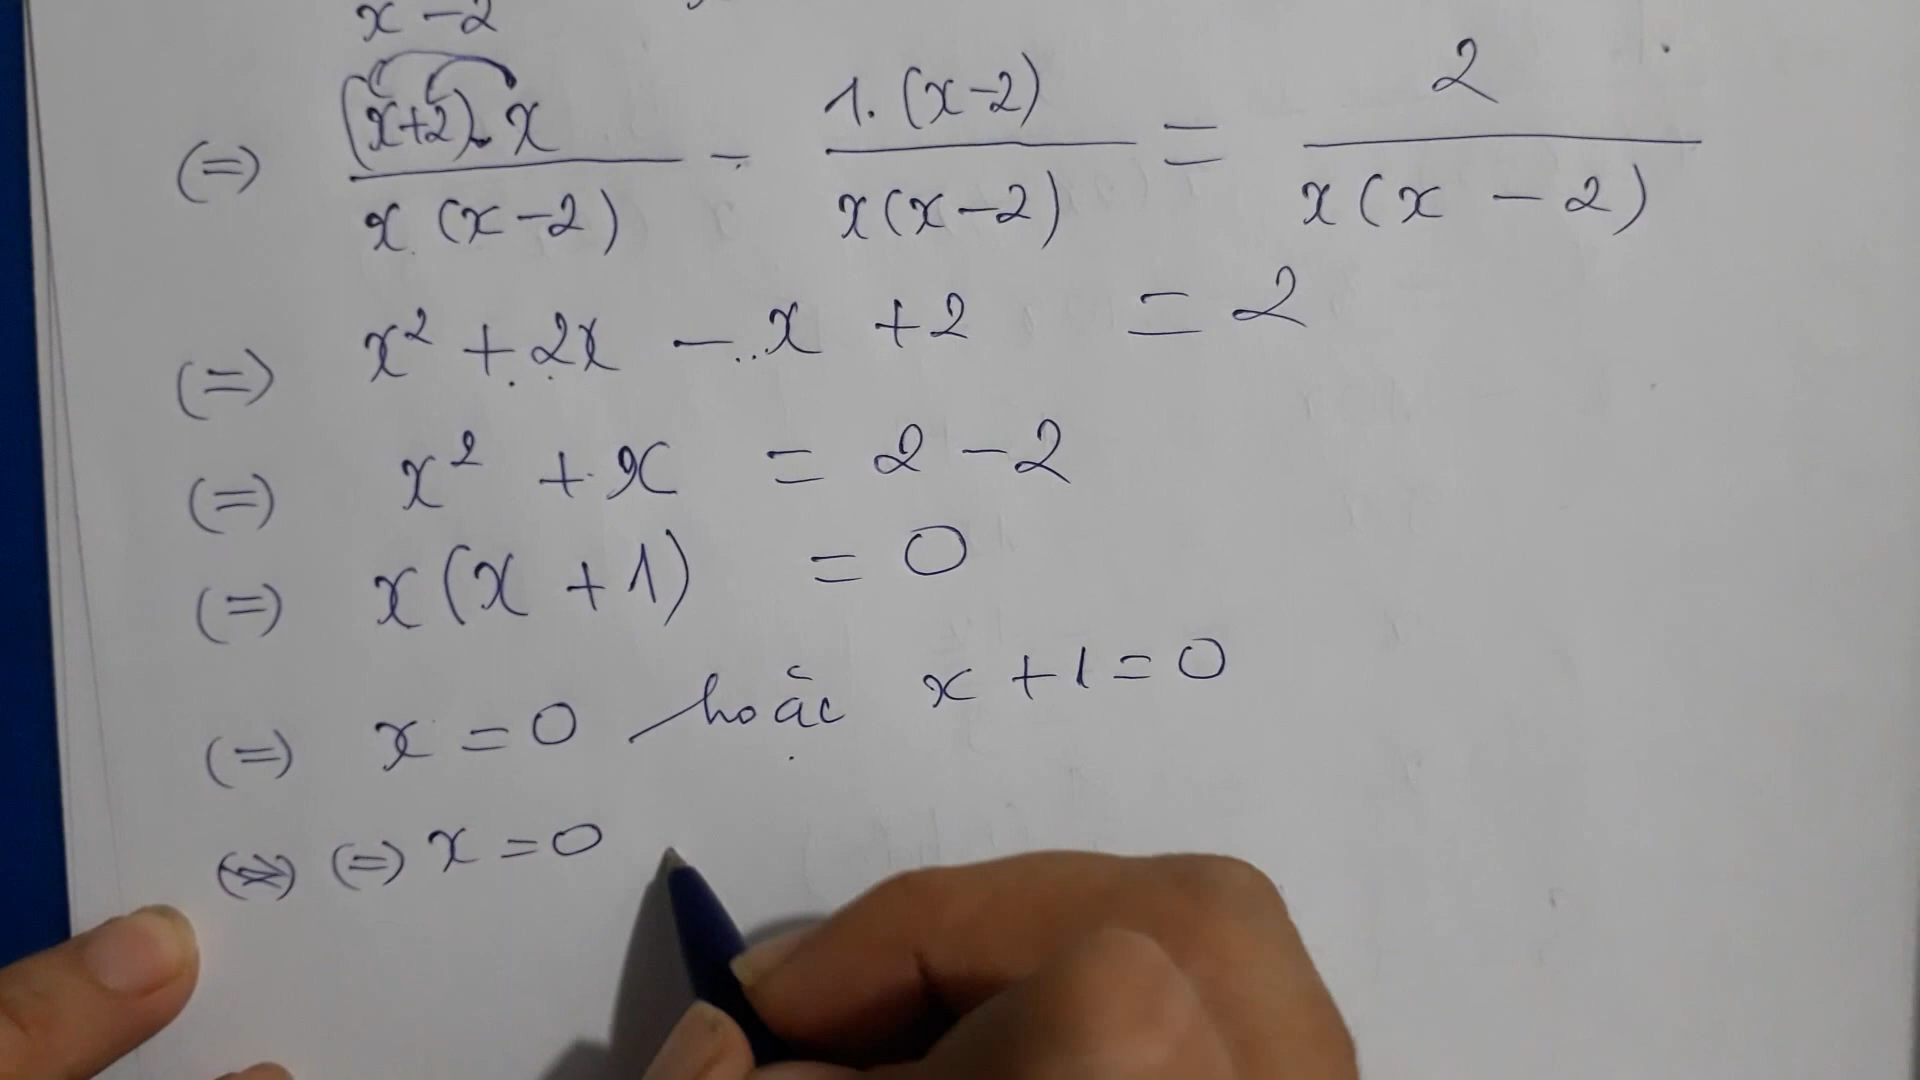 x - 2
(=) (x+2).x / x(x-2) - 1.(x-2) / x(x-2) = 2 / x(x-2)
(=) x² + 2x - x + 2 = 2
(=) x² + x = 2 - 2
(=) x(x+1) = 0
(=) x = 0 hoặc x + 1 = 0
(=) x = 0